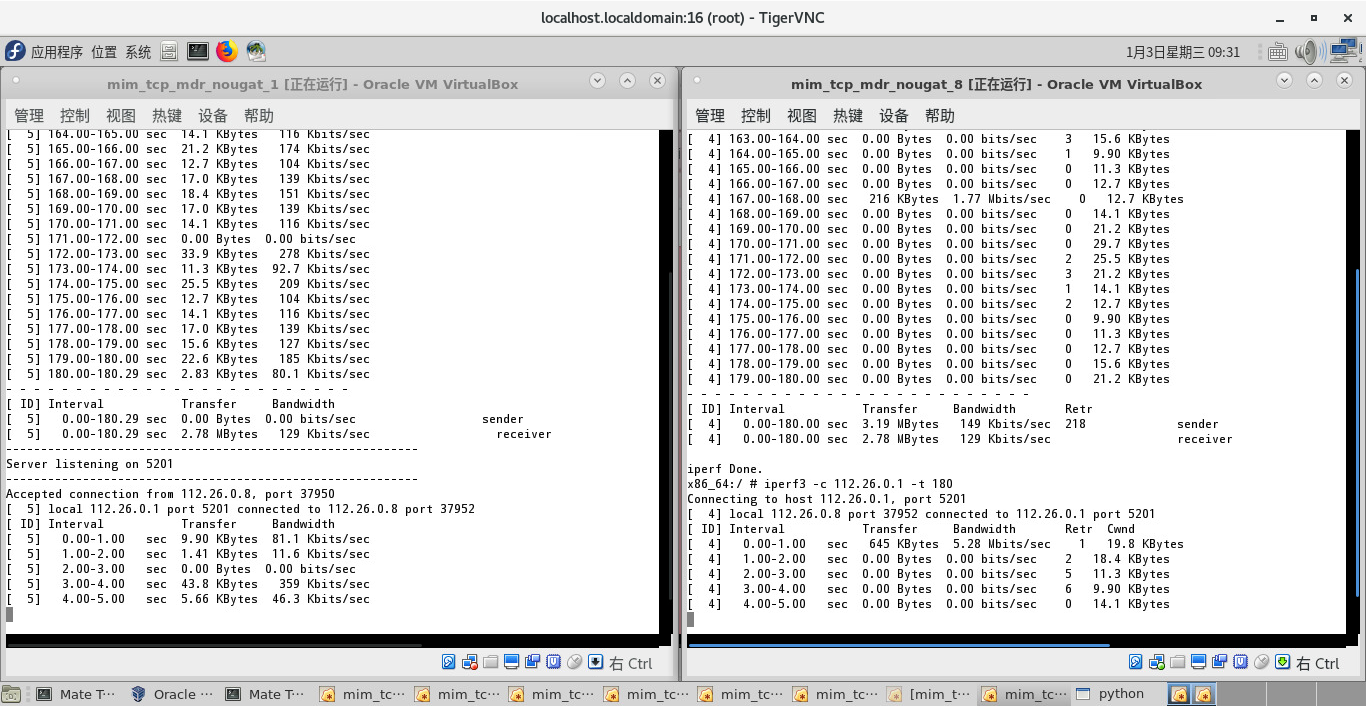 localhost.localdomain:16 (root) - TigerVNC
应用程序 位置 系统
1月3日星期三 09:31
mim_tcp_mdr_nougat_1 [正在运行] - Oracle VM VirtualBox
管理 控制 视图 热键 设备 帮助
[  5] 164.00-165.00 sec  14.1 KBytes   116 Kbits/sec
[  5] 165.00-166.00 sec  21.2 KBytes   174 Kbits/sec
[  5] 166.00-167.00 sec  12.7 KBytes   104 Kbits/sec
[  5] 167.00-168.00 sec  17.0 KBytes   139 Kbits/sec
[  5] 168.00-169.00 sec  18.4 KBytes   151 Kbits/sec
[  5] 169.00-170.00 sec  17.0 KBytes   139 Kbits/sec
[  5] 170.00-171.00 sec  14.1 KBytes   116 Kbits/sec
[  5] 171.00-172.00 sec  0.00 Bytes  0.00 bits/sec
[  5] 172.00-173.00 sec  33.9 KBytes   278 Kbits/sec
[  5] 173.00-174.00 sec  11.3 KBytes  92.7 Kbits/sec
[  5] 174.00-175.00 sec  25.5 KBytes   209 Kbits/sec
[  5] 175.00-176.00 sec  12.7 KBytes   104 Kbits/sec
[  5] 176.00-177.00 sec  14.1 KBytes   116 Kbits/sec
[  5] 177.00-178.00 sec  17.0 KBytes   139 Kbits/sec
[  5] 178.00-179.00 sec  15.6 KBytes   127 Kbits/sec
[  5] 179.00-180.00 sec  22.6 KBytes   185 Kbits/sec
[  5] 180.00-180.29 sec  2.83 KBytes  80.1 Kbits/sec
- - - - - - - - - - - - - - - - - - - - - - - - -
[ ID] Interval           Transfer     Bandwidth
[  5]   0.00-180.29 sec  0.00 Bytes  0.00 bits/sec                  sender
[  5]   0.00-180.29 sec  2.78 MBytes   129 Kbits/sec                  receiver
-----------------------------------------------------------
Server listening on 5201
-----------------------------------------------------------
Accepted connection from 112.26.0.8, port 37950
[  5] local 112.26.0.1 port 5201 connected to 112.26.0.8 port 37952
[ ID] Interval           Transfer     Bandwidth
[  5]   0.00-1.00   sec  9.90 KBytes  81.1 Kbits/sec
[  5]   1.00-2.00   sec  1.41 KBytes  11.6 Kbits/sec
[  5]   2.00-3.00   sec  0.00 Bytes  0.00 bits/sec
[  5]   3.00-4.00   sec  43.8 KBytes   359 Kbits/sec
[  5]   4.00-5.00   sec  5.66 KBytes  46.3 Kbits/sec
右 Ctrl
mim_tcp_mdr_nougat_8 [正在运行] - Oracle VM VirtualBox
管理 控制 视图 热键 设备 帮助
[  4] 163.00-164.00 sec  0.00 Bytes  0.00 bits/sec    3   15.6 KBytes
[  4] 164.00-165.00 sec  0.00 Bytes  0.00 bits/sec    1   9.90 KBytes
[  4] 165.00-166.00 sec  0.00 Bytes  0.00 bits/sec    0   11.3 KBytes
[  4] 166.00-167.00 sec  0.00 Bytes  0.00 bits/sec    0   12.7 KBytes
[  4] 167.00-168.00 sec   216 KBytes  1.77 Mbits/sec    0   12.7 KBytes
[  4] 168.00-169.00 sec  0.00 Bytes  0.00 bits/sec    0   14.1 KBytes
[  4] 169.00-170.00 sec  0.00 Bytes  0.00 bits/sec    0   21.2 KBytes
[  4] 170.00-171.00 sec  0.00 Bytes  0.00 bits/sec    0   29.7 KBytes
[  4] 171.00-172.00 sec  0.00 Bytes  0.00 bits/sec    2   25.5 KBytes
[  4] 172.00-173.00 sec  0.00 Bytes  0.00 bits/sec    3   21.2 KBytes
[  4] 173.00-174.00 sec  0.00 Bytes  0.00 bits/sec    1   14.1 KBytes
[  4] 174.00-175.00 sec  0.00 Bytes  0.00 bits/sec    2   12.7 KBytes
[  4] 175.00-176.00 sec  0.00 Bytes  0.00 bits/sec    0   9.90 KBytes
[  4] 176.00-177.00 sec  0.00 Bytes  0.00 bits/sec    0   11.3 KBytes
[  4] 177.00-178.00 sec  0.00 Bytes  0.00 bits/sec    0   12.7 KBytes
[  4] 178.00-179.00 sec  0.00 Bytes  0.00 bits/sec    0   15.6 KBytes
[  4] 179.00-180.00 sec  0.00 Bytes  0.00 bits/sec    0   21.2 KBytes
- - - - - - - - - - - - - - - - - - - - - - - - -
[ ID] Interval           Transfer     Bandwidth       Retr
[  4]   0.00-180.00 sec  3.19 MBytes   149 Kbits/sec  218             sender
[  4]   0.00-180.00 sec  2.78 MBytes   129 Kbits/sec                  receiver
iperf Done.
x86_64:/ # iperf3 -c 112.26.0.1 -t 180
Connecting to host 112.26.0.1, port 5201
[  4] local 112.26.0.8 port 37952 connected to 112.26.0.1 port 5201
[ ID] Interval           Transfer     Bandwidth       Retr  Cwnd
[  4]   0.00-1.00   sec   645 KBytes  5.28 Mbits/sec    1   19.8 KBytes
[  4]   1.00-2.00   sec  0.00 Bytes  0.00 bits/sec    2   18.4 KBytes
[  4]   2.00-3.00   sec  0.00 Bytes  0.00 bits/sec    5   11.3 KBytes
[  4]   3.00-4.00   sec  0.00 Bytes  0.00 bits/sec    6   9.90 KBytes
[  4]   4.00-5.00   sec  0.00 Bytes  0.00 bits/sec    0   14.1 KBytes
右 Ctrl
Mate T··· Oracle ··· Mate T··· mim_tc··· mim_tc··· mim_tc··· mim_tc··· mim_tc··· mim_tc··· [mim_t··· mim_tc··· python